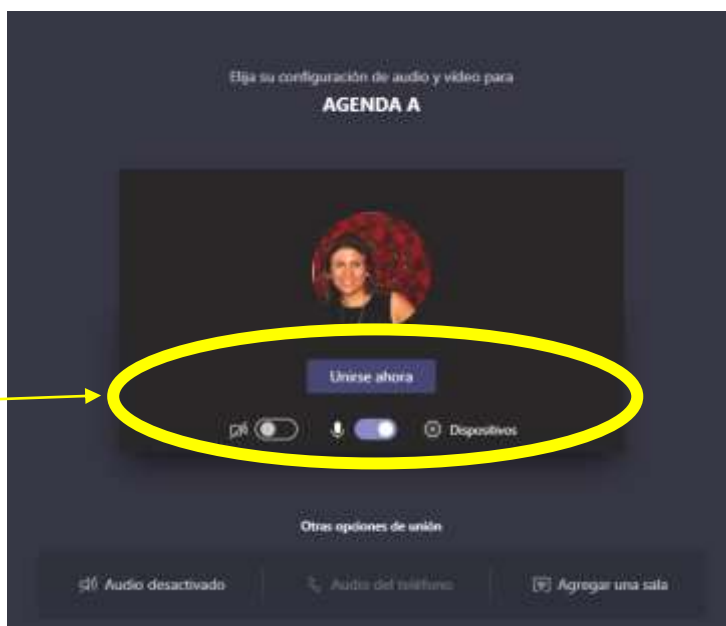 Elija su configuración de audio y vídeo para
AGENDA A
Unirse ahora
Dispositivos
Otras opciones de unión
Audio desactivado
Audio del teléfono
Agregar una sala